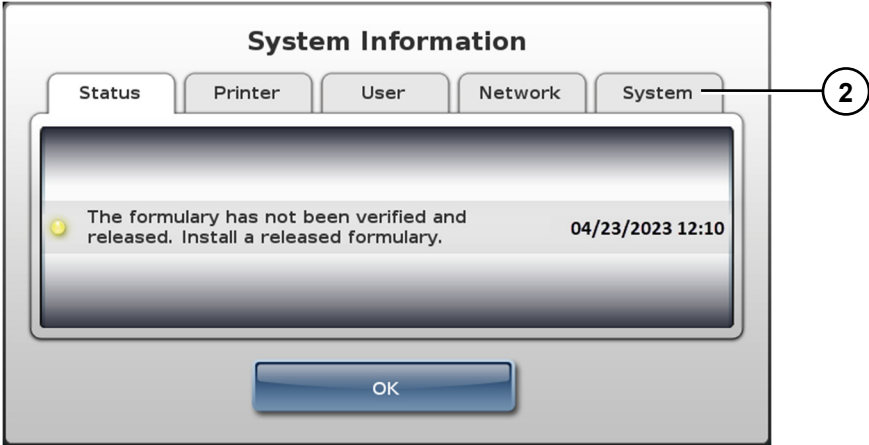 System Information
Status Printer User Network System
2
The formulary has not been verified and
released. Install a released formulary.
04/23/2023 12:10
OK